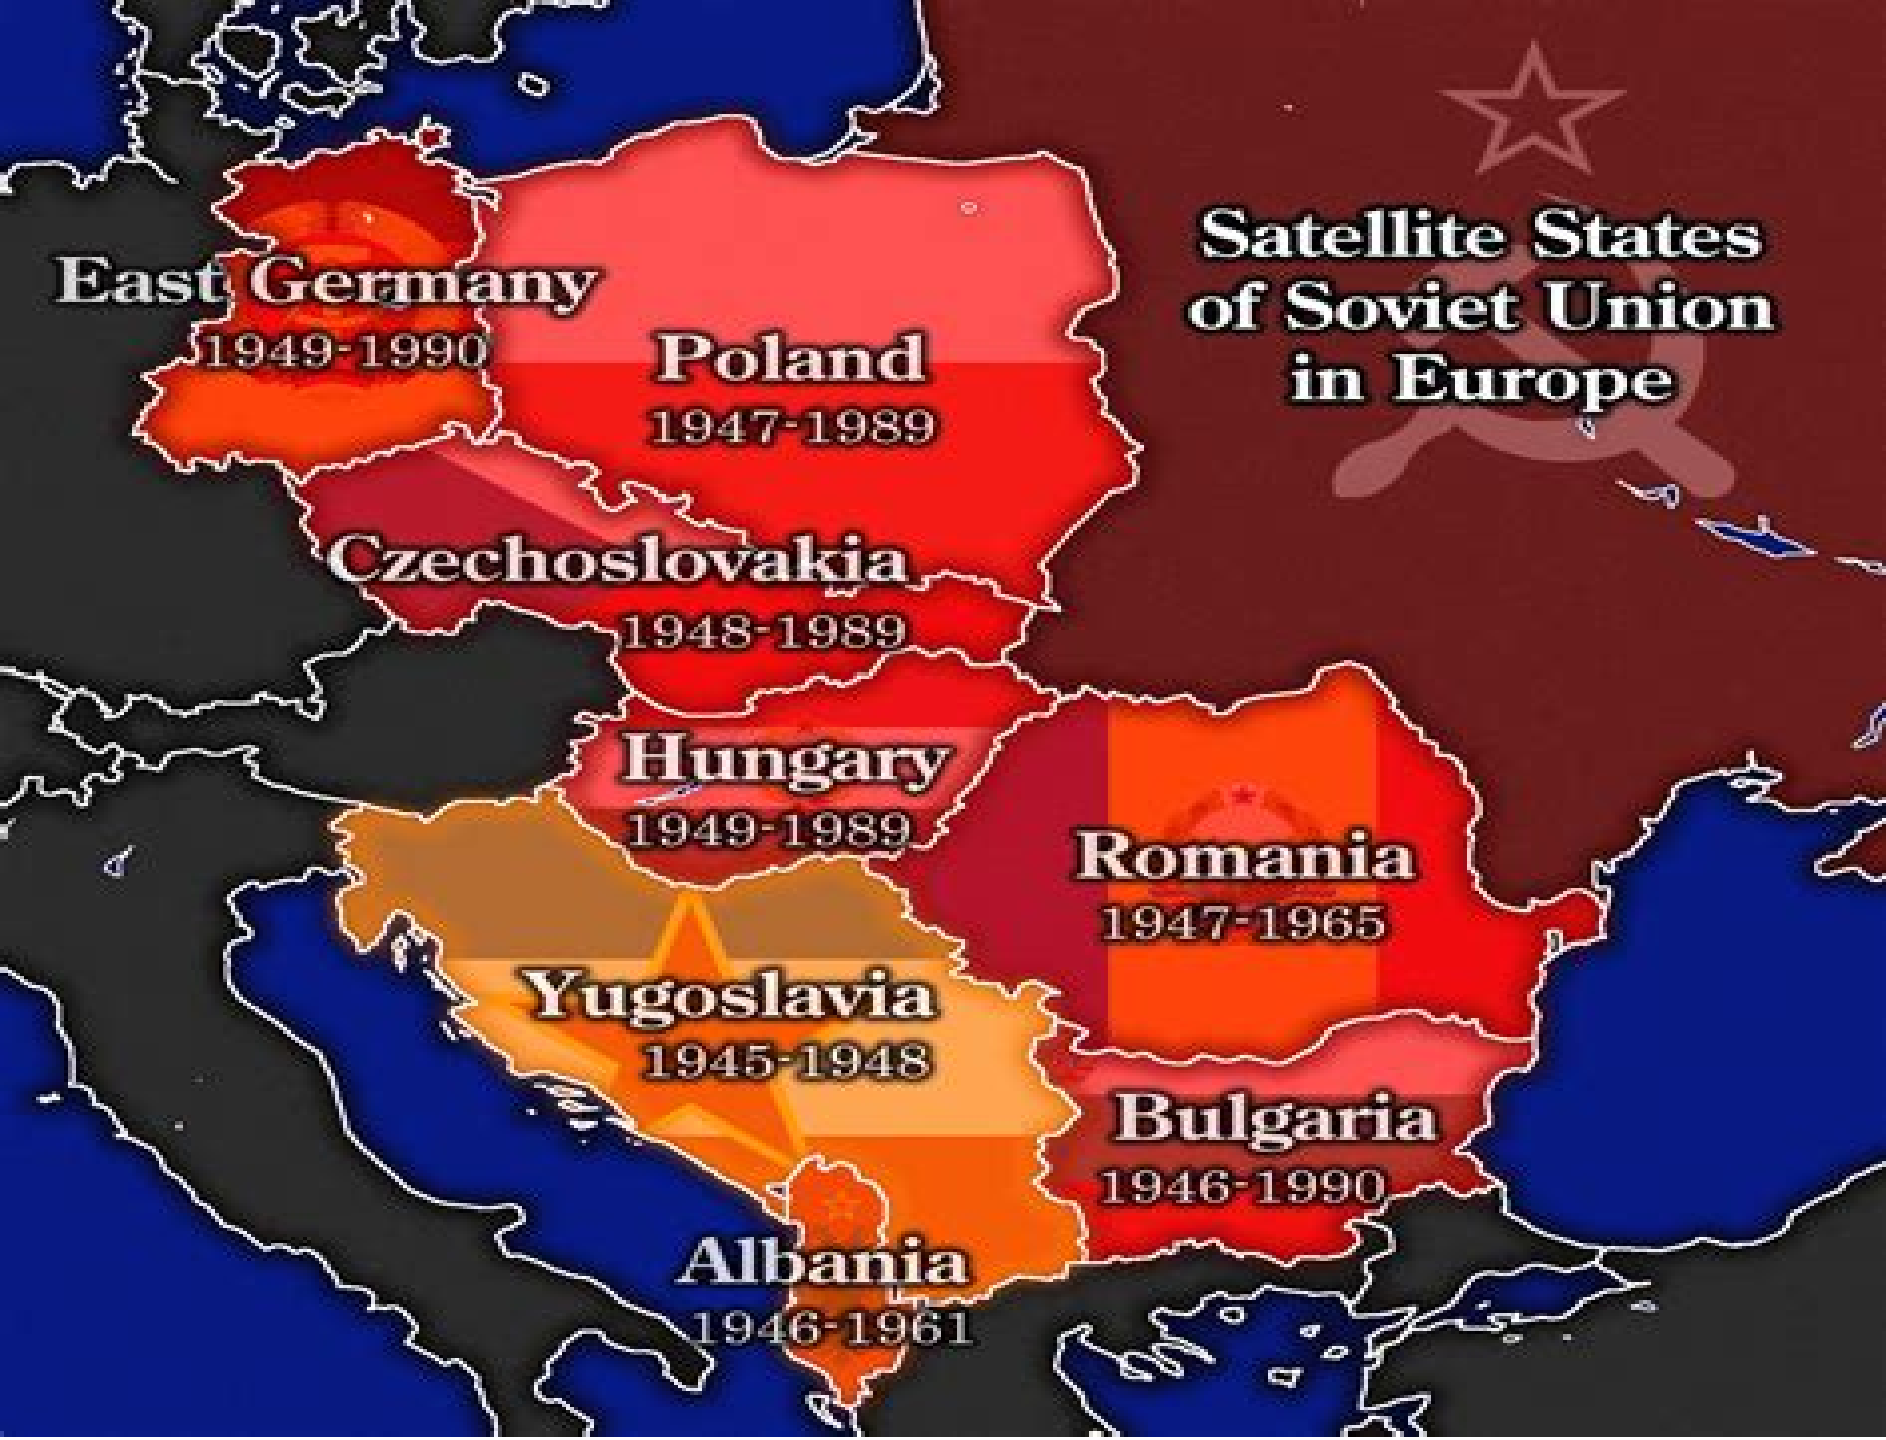 Satellite States
of Soviet Union
in Europe
East Germany
1949-1990
Poland
1947-1989
Czechoslovakia
1948-1989
Hungary
1949-1989
Romania
1947-1965
Yugoslavia
1945-1948
Bulgaria
1946-1990
Albania
1946-1961